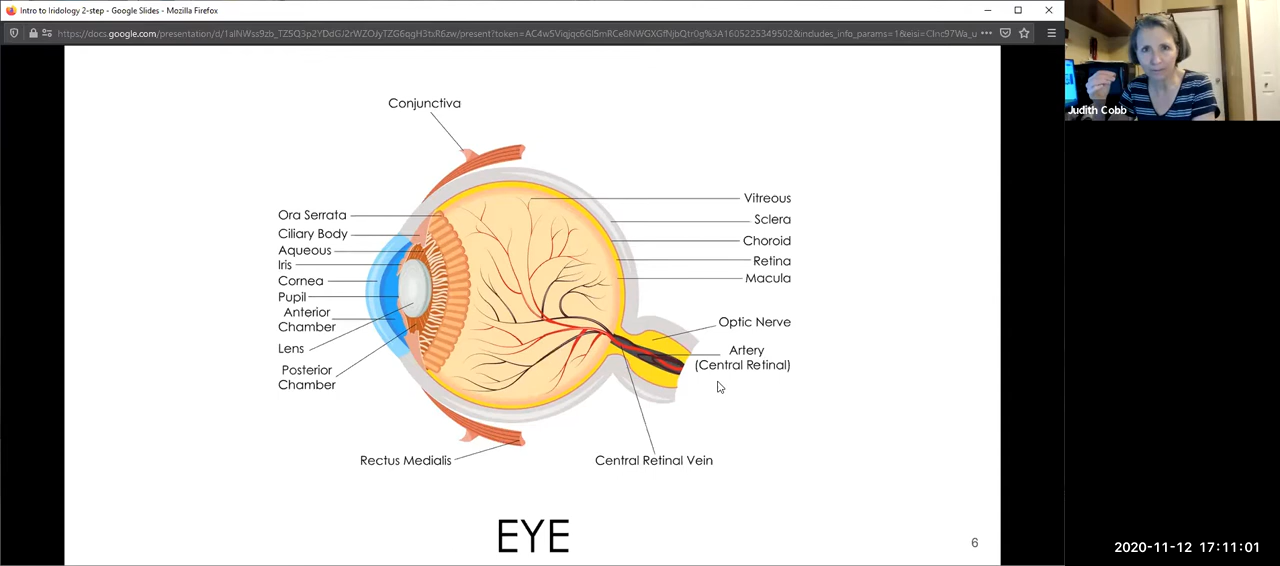 Intro to Iridology 2-step - Google Slides - Mozilla Firefox
Judith Cobb
Conjunctiva
Ora Serrata
Ciliary Body
Aqueous
Iris
Cornea
Pupil
Anterior
Chamber
Lens
Posterior
Chamber
Rectus Medialis
Vitreous
Sclera
Choroid
Retina
Macula
Optic Nerve
Artery
(Central Retinal)
Central Retinal Vein
EYE
6
2020-11-12 17:11:01